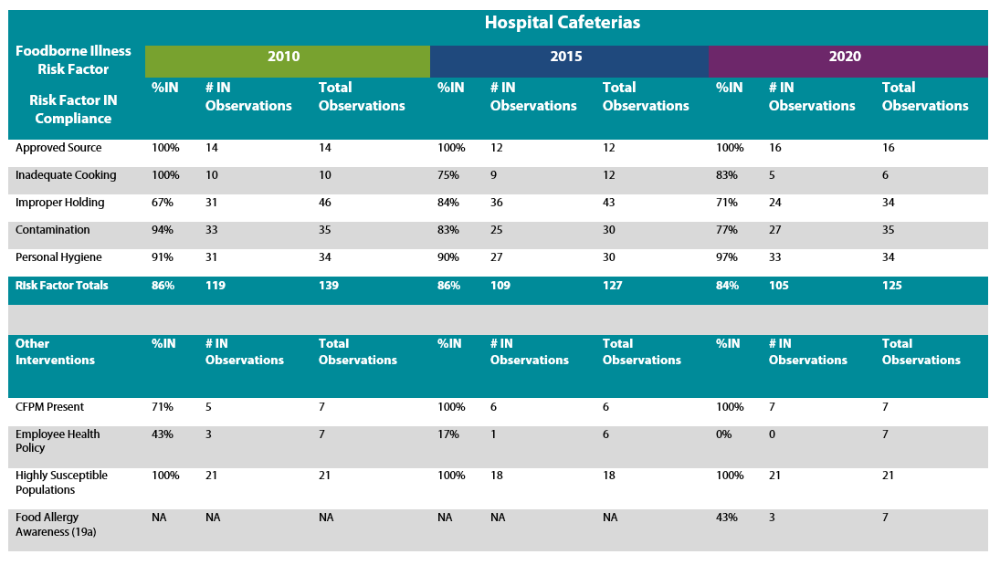 Hospital Cafeterias
Foodborne Illness
Risk Factor
2010 2015 2020
Risk Factor IN
Compliance
%IN # IN Total %IN # IN Total %IN # IN Total
Observations Observations Observations Observations Observations Observations
Approved Source 100% 14 14 100% 12 12 100% 16 16
Inadequate Cooking 100% 10 10 75% 9 12 83% 5 6
Improper Holding 67% 31 46 84% 36 43 71% 24 34
Contamination 94% 33 35 83% 25 30 77% 27 35
Personal Hygiene 91% 31 34 90% 27 30 97% 33 34
Risk Factor Totals 86% 119 139 86% 109 127 84% 105 125
Other %IN # IN Total %IN # IN Total %IN # IN Total
Interventions Observations Observations Observations Observations Observations Observations
CFPM Present 71% 5 7 100% 6 6 100% 7 7
Employee Health 43% 3 7 17% 1 6 0% 0 7
Policy
Highly Susceptible 100% 21 21 100% 18 18 100% 21 21
Populations
Food Allergy NA NA NA NA NA NA 43% 3 7
Awareness (19a)